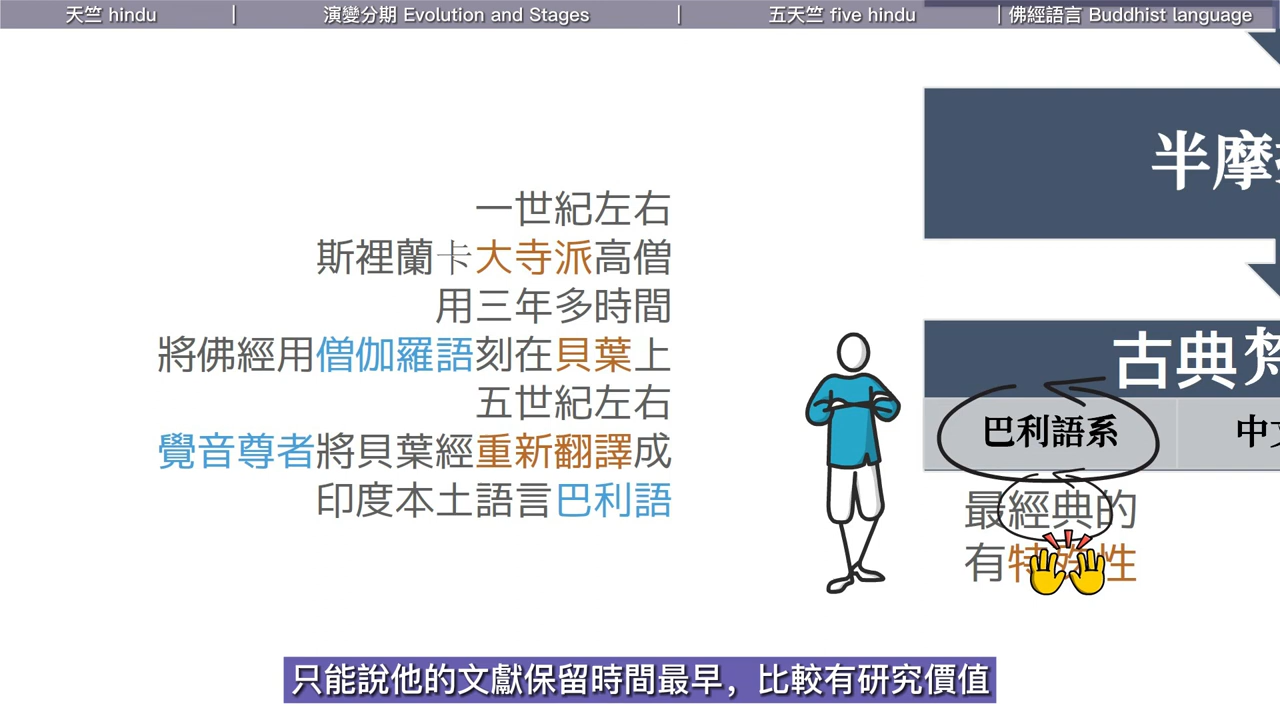 天竺 hindu | 演變分期 Evolution and Stages | 五天竺 five hindu | 佛經語言 Buddhist language
半摩
一世紀左右
斯裡蘭卡大寺派高僧
用三年多時間
將佛經用僧伽羅語刻在貝葉上
五世紀左右
覺音尊者將貝葉經重新翻譯成
印度本土語言巴利語
古典梵
巴利語系
中文
最經典的
有特殊性
只能說他的文獻保留時間最早，比較有研究價值